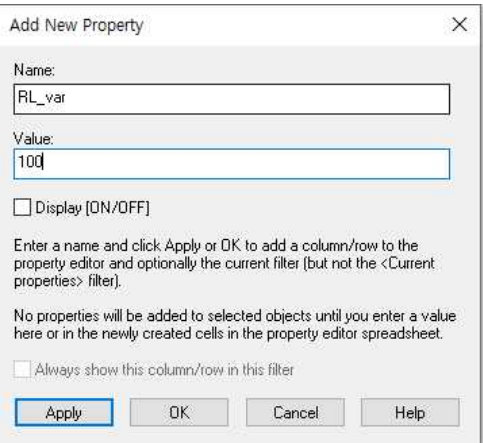 Add New Property
Name:
RL_var
Value:
100
Display [ON/OFF]
Enter a name and click Apply or OK to add a column/row to the
property editor and optionally the current filter (but not the <Current
properties> filter).
No properties will be added to selected objects until you enter a value
here or in the newly created cells in the property editor spreadsheet.
Always show this column/row in this filter
Apply OK Cancel Help